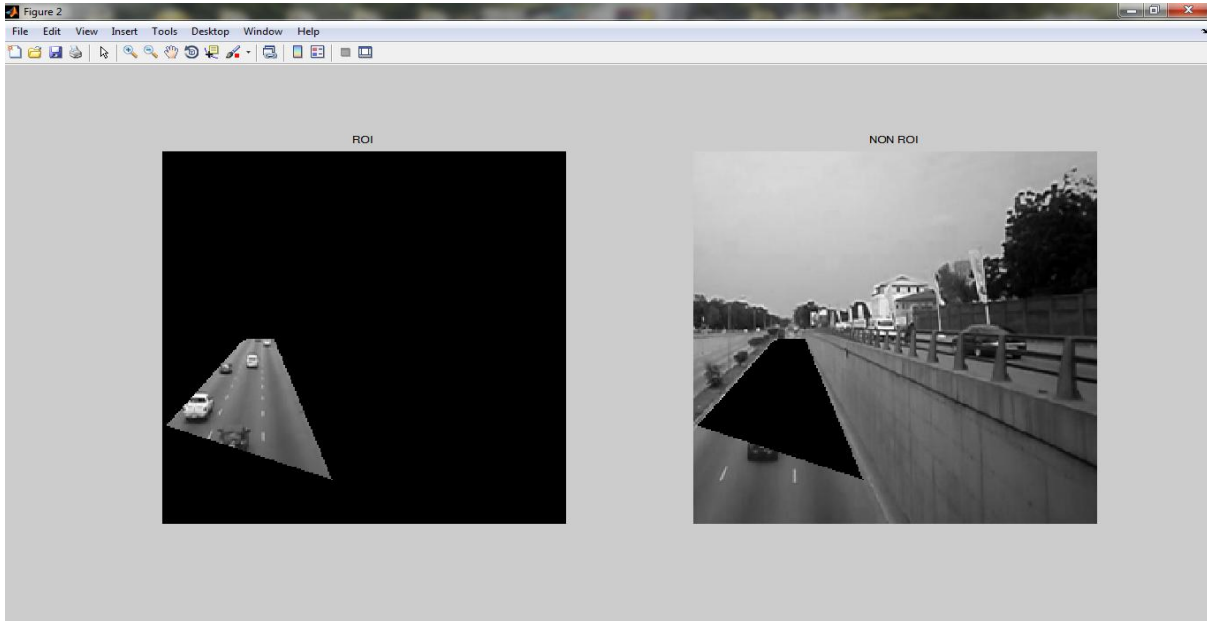 Figure 2
File Edit View Insert Tools Desktop Window Help
ROI
NON ROI